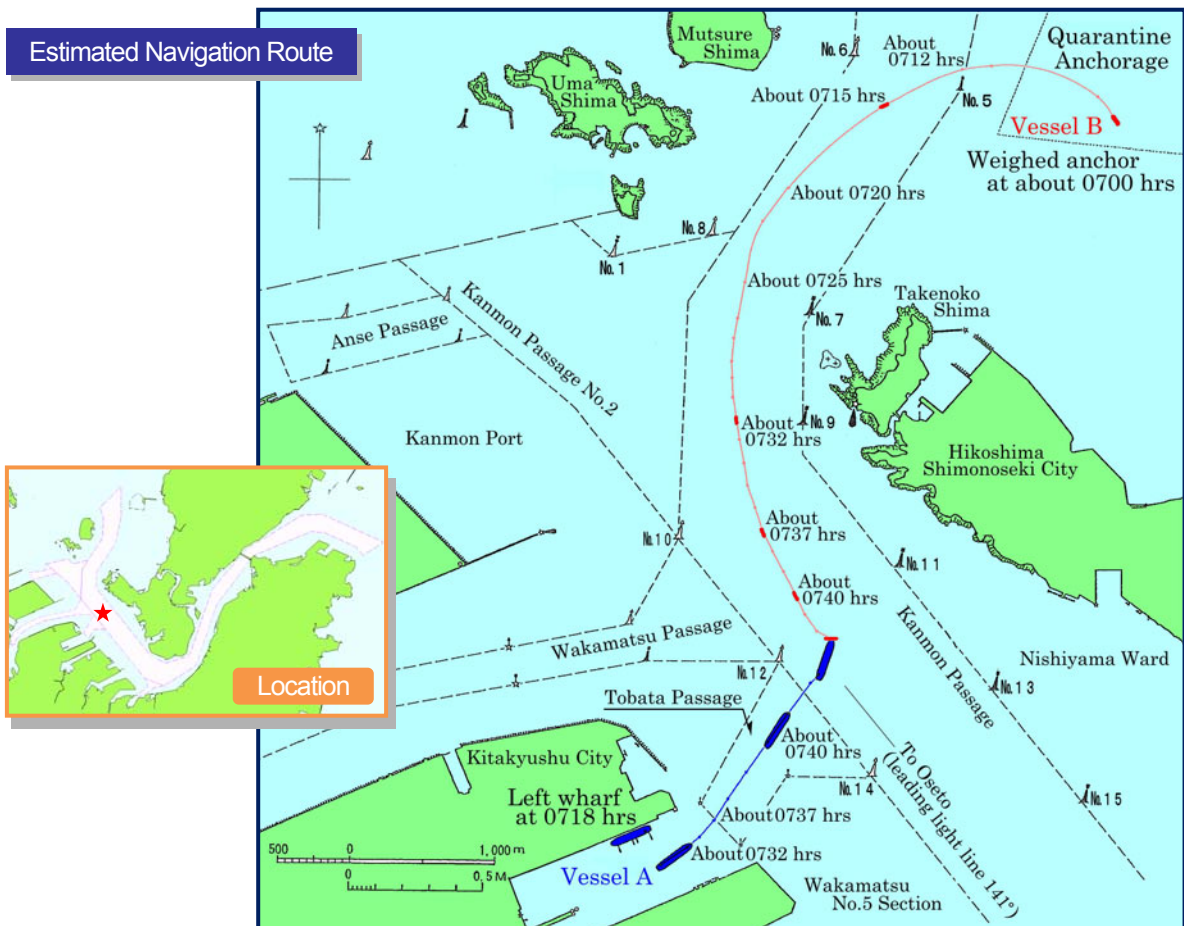 Estimated Navigation Route
Mutsure
Shima
No.6
About
0712 hrs
Quarantine
Anchorage
Uma
Shima
About 0715 hrs
No.5
Vessel B
Weighed anchor
at about 0700 hrs
About 0720 hrs
No.8
No.1
About 0725 hrs
Takenoko
Shima
No.7
Anse Passage
Kanmon Passage No.2
Kanmon Port
About
0732 hrs
No.9
Hikoshima
Shimonoseki City
About
0737 hrs
No.10
No.11
About
0740 hrs
Wakamatsu Passage
Kanmon Passage
Nishiyama Ward
No.12
No.13
Location
Tobata Passage
About
0740 hrs
To Oseto
(leading light line 141°)
Kitakyushu City
No.14
No.15
Left wharf
at 0718 hrs
About 0737 hrs
500 0 1,000 m
0 0.5 M
About 0732 hrs
Vessel A
Wakamatsu
No.5 Section